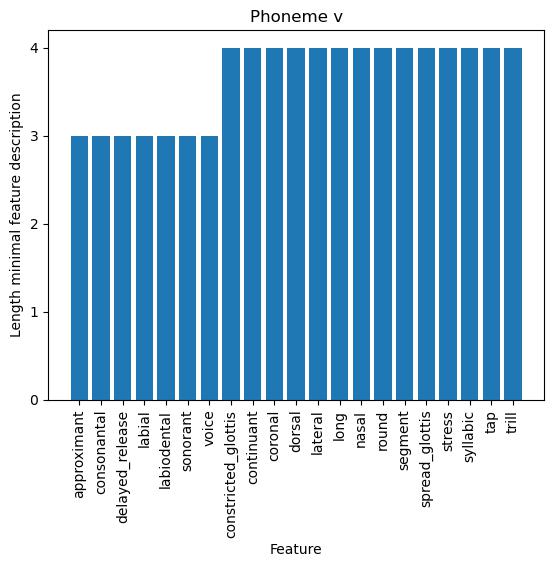 Phoneme v
Length minimal feature description
4
3
2
1
0
approximant
consonantal
delayed_release
labial
labiodental
sonorant
voice
constricted_glottis
continuant
coronal
dorsal
lateral
long
nasal
round
segment
spread_glottis
stress
syllabic
tap
trill
Feature